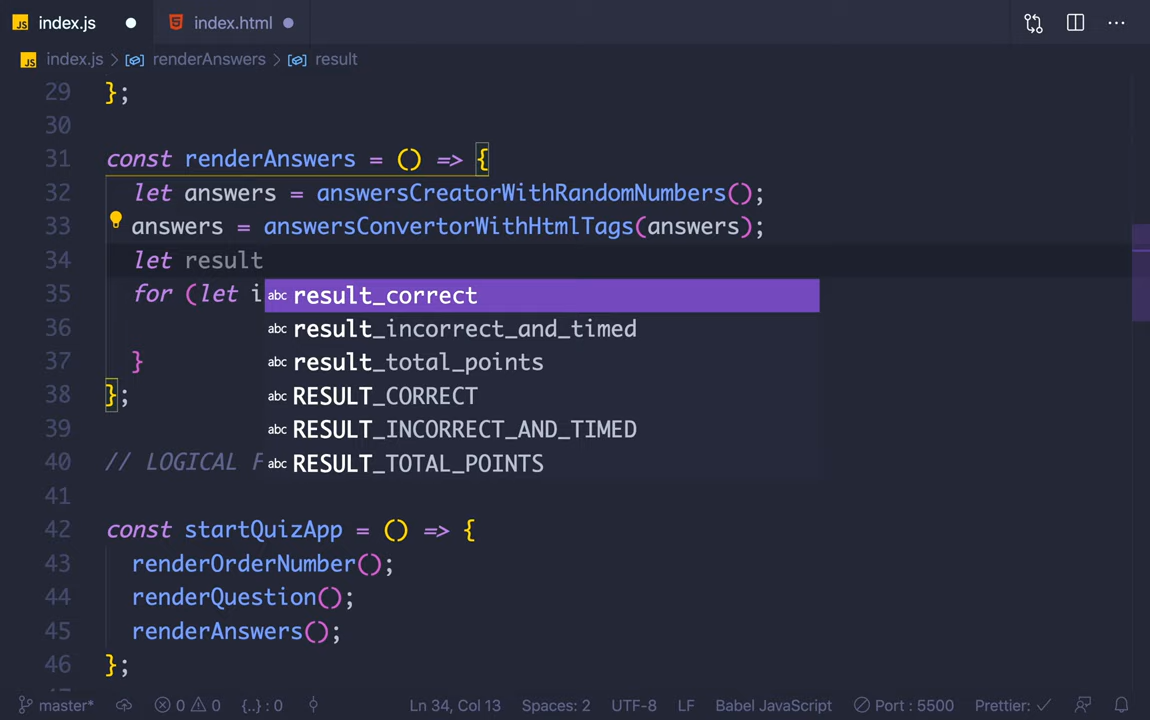 JS index.js ● index.html ● ...
JS index.js > renderAnswers > result
29 };
30
31 const renderAnswers = () => {
32 let answers = answersCreatorWithRandomNumbers();
33 answers = answersConvertorWithHtmlTags(answers);
34 let result
35 for (let i
abc result_correct
36
abc result_incorrect_and_timed
37 }
abc result_total_points
38 };
abc RESULT_CORRECT
39
abc RESULT_INCORRECT_AND_TIMED
40 // LOGICAL F
abc RESULT_TOTAL_POINTS
41
42 const startQuizApp = () => {
43 renderOrderNumber();
44 renderQuestion();
45 renderAnswers();
46 };
master* 0 0 {..} : 0 Ln 34, Col 13 Spaces: 2 UTF-8 LF Babel JavaScript Port : 5500 Prettier: ✓